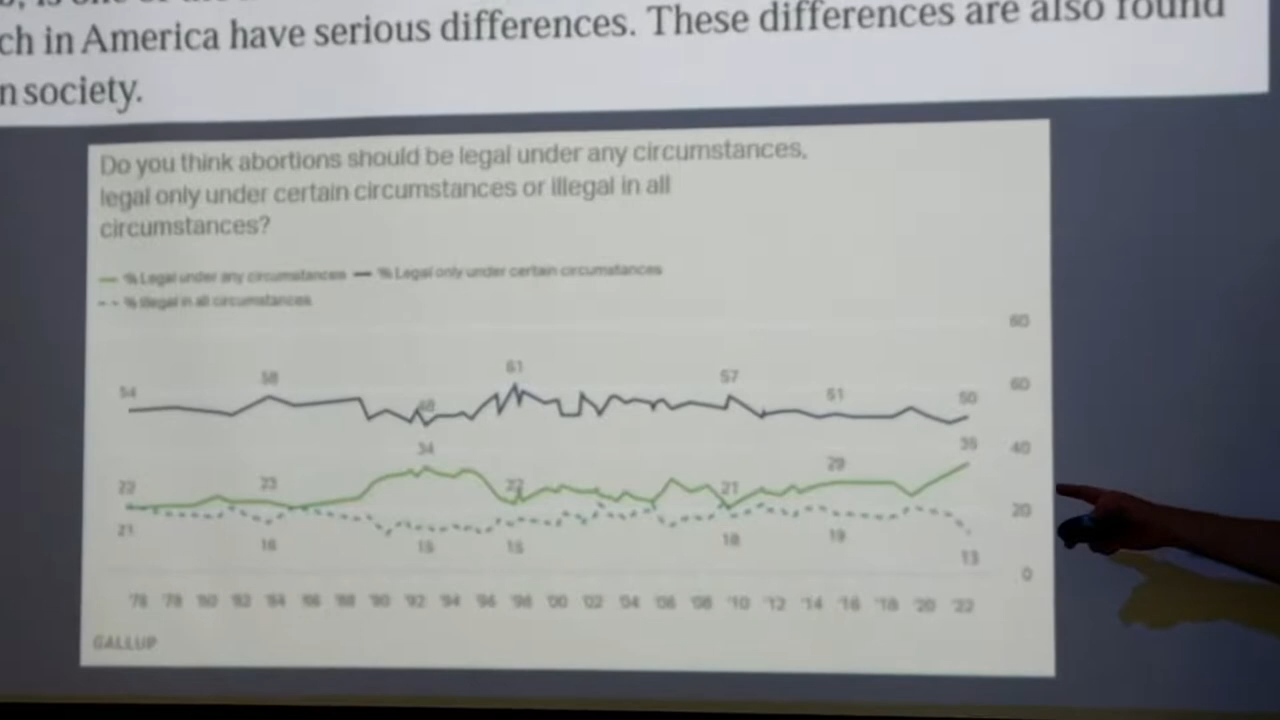 ch in America have serious differences. These differences are also found
n society.
Do you think abortions should be legal under any circumstances,
legal only under certain circumstances or illegal in all
circumstances?
% Legal under any circumstances % Legal only under certain circumstances
% Illegal in all circumstances
60
61
58 57 60
54 51 50
48
34 39 40
29
22 23 22 21
20
21
16 15 15 18 19
13
0
'76 '78 '80 '82 '84 '86 '88 '90 '92 '94 '96 '98 '00 '02 '04 '06 '08 '10 '12 '14 '16 '18 '20 '22
GALLUP